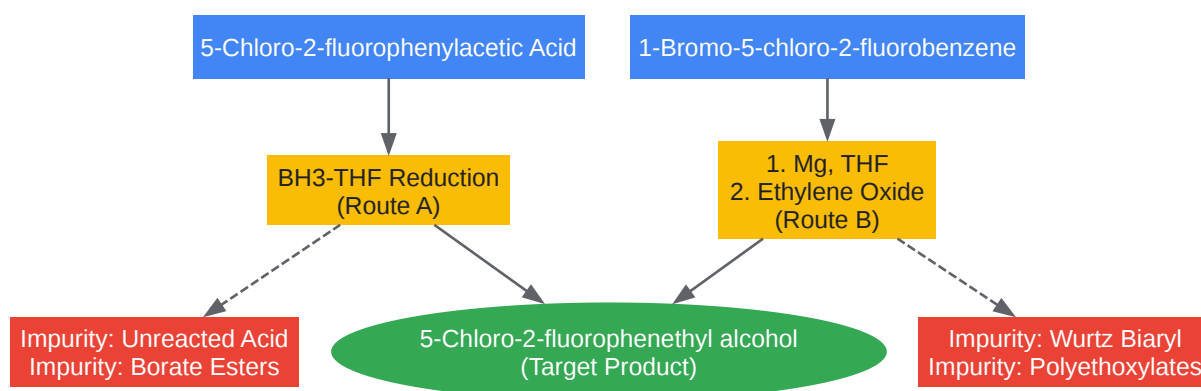 5-Chloro-2-fluorophenylacetic Acid
1-Bromo-5-chloro-2-fluorobenzene
BH3-THF Reduction
(Route A)
1. Mg, THF
2. Ethylene Oxide
(Route B)
Impurity: Unreacted Acid
Impurity: Borate Esters
5-Chloro-2-fluorophenethyl alcohol
(Target Product)
Impurity: Wurtz Biaryl
Impurity: Polyethoxylates